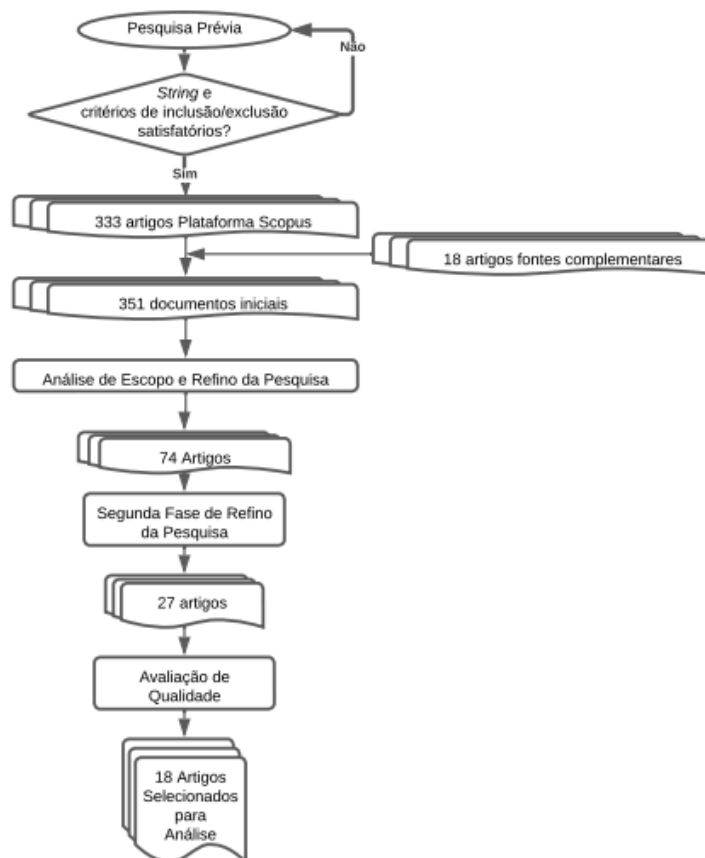 Pesquisa Prévia
Não
String e
critérios de inclusão/exclusão
satisfatórios?
Sim
333 artigos Plataforma Scopus
18 artigos fontes complementares
351 documentos iniciais
Análise de Escopo e Refino da Pesquisa
74 Artigos
Segunda Fase de Refino
da Pesquisa
27 artigos
Avaliação de
Qualidade
18 Artigos
Selecionados
para
Análise